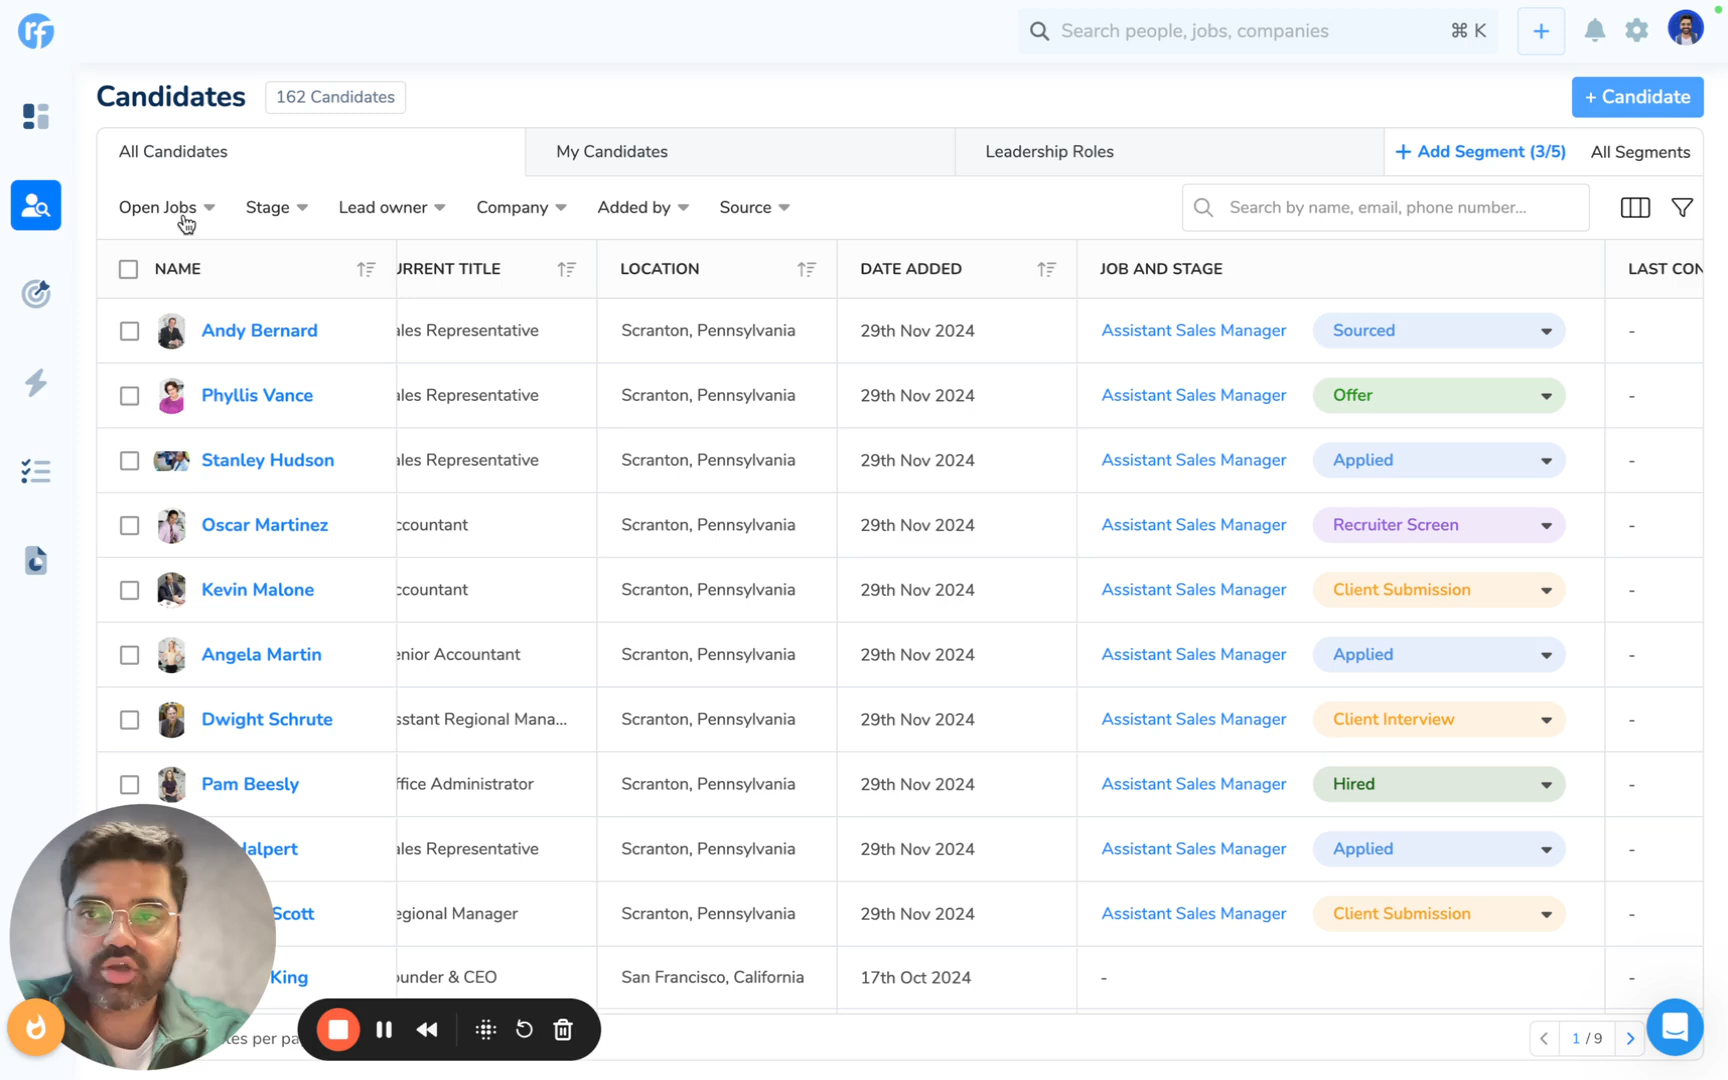 rf
Search people, jobs, companies ⌘ K
+
Candidates 162 Candidates + Candidate
All Candidates My Candidates Leadership Roles + Add Segment (3/5) All Segments
Open Jobs Stage Lead owner Company Added by Source Search by name, email, phone number...
NAME URRENT TITLE LOCATION DATE ADDED JOB AND STAGE LAST CON
Andy Bernard ales Representative Scranton, Pennsylvania 29th Nov 2024 Assistant Sales Manager Sourced -
Phyllis Vance ales Representative Scranton, Pennsylvania 29th Nov 2024 Assistant Sales Manager Offer -
Stanley Hudson ales Representative Scranton, Pennsylvania 29th Nov 2024 Assistant Sales Manager Applied -
Oscar Martinez ccountant Scranton, Pennsylvania 29th Nov 2024 Assistant Sales Manager Recruiter Screen -
Kevin Malone ccountant Scranton, Pennsylvania 29th Nov 2024 Assistant Sales Manager Client Submission -
Angela Martin enior Accountant Scranton, Pennsylvania 29th Nov 2024 Assistant Sales Manager Applied -
Dwight Schrute sstant Regional Mana... Scranton, Pennsylvania 29th Nov 2024 Assistant Sales Manager Client Interview -
Pam Beesly ffice Administrator Scranton, Pennsylvania 29th Nov 2024 Assistant Sales Manager Hired -
Halpert ales Representative Scranton, Pennsylvania 29th Nov 2024 Assistant Sales Manager Applied -
Scott egional Manager Scranton, Pennsylvania 29th Nov 2024 Assistant Sales Manager Client Submission -
King ounder & CEO San Francisco, California 17th Oct 2024 - -
tes per pa 1 / 9